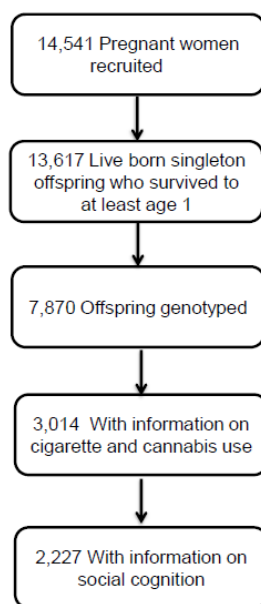 14,541 Pregnant women
recruited
13,617 Live born singleton
offspring who survived to
at least age 1
7,870 Offspring genotyped
3,014 With information on
cigarette and cannabis use
2,227 With information on
social cognition